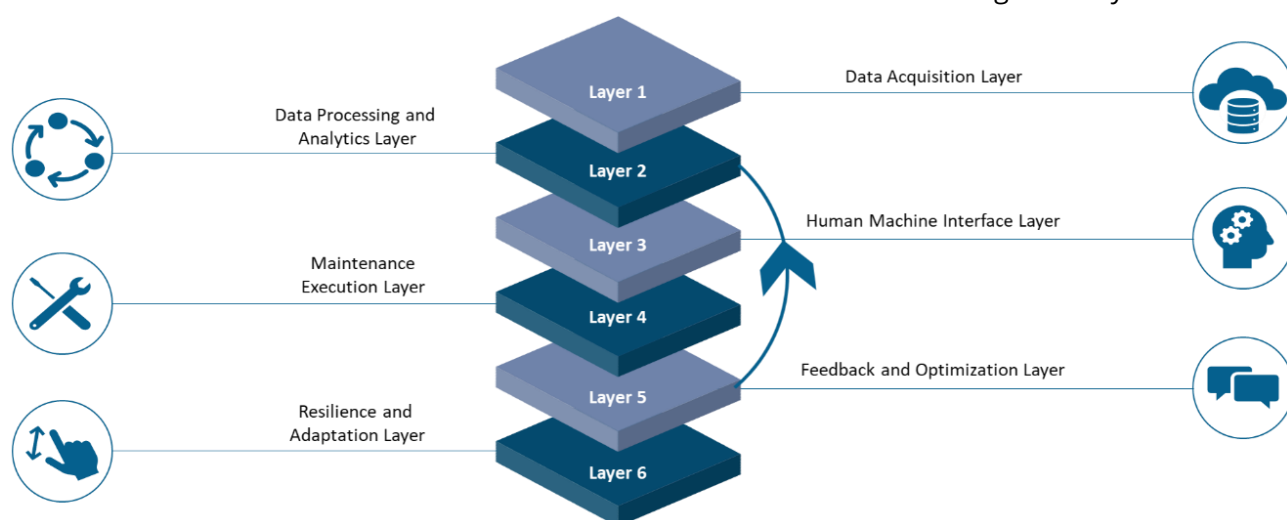 Layer 1
Data Acquisition Layer
Data Processing and
Analytics Layer
Layer 2
Layer 3
Human Machine Interface Layer
Maintenance
Execution Layer
Layer 4
Layer 5
Feedback and Optimization Layer
Resilience and
Adaptation Layer
Layer 6